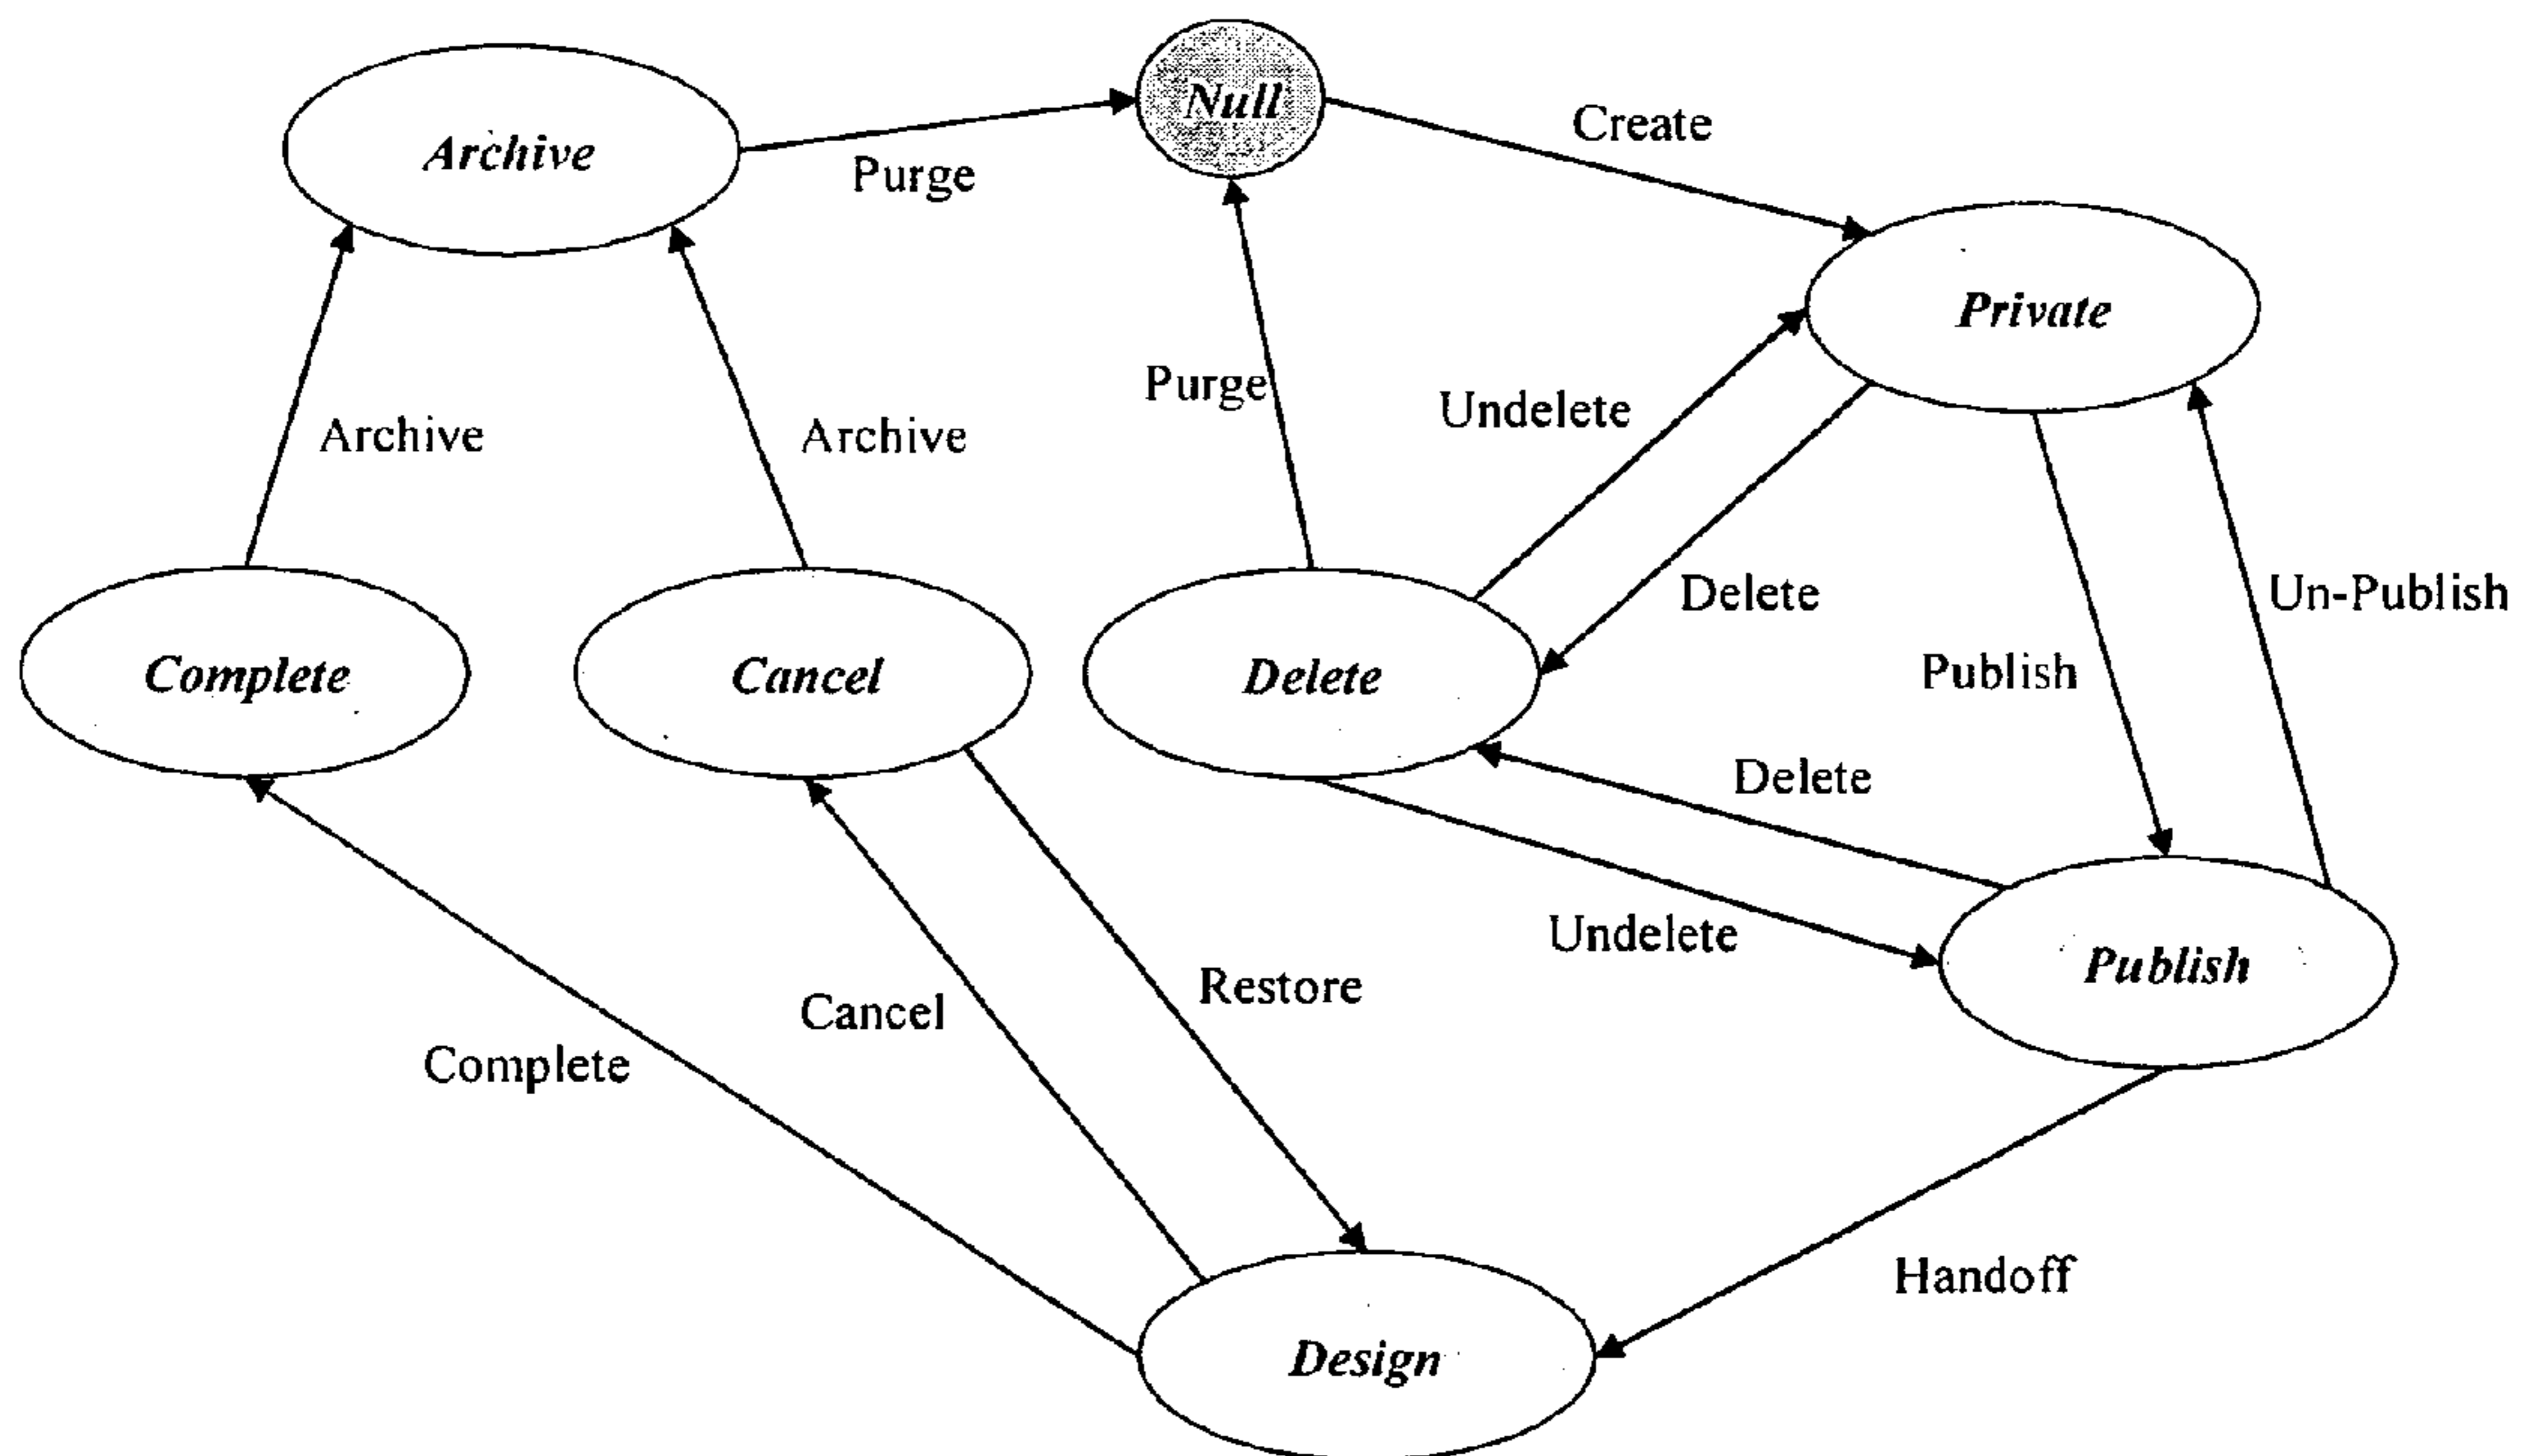 Null
Create
Archive
Purge
Private
Purge
Undelete
Archive
Archive
Delete
Un-Publish
Complete
Cancel
Delete
Publish
Delete
Undelete
Publish
Restore
Cancel
Complete
Handoff
Design